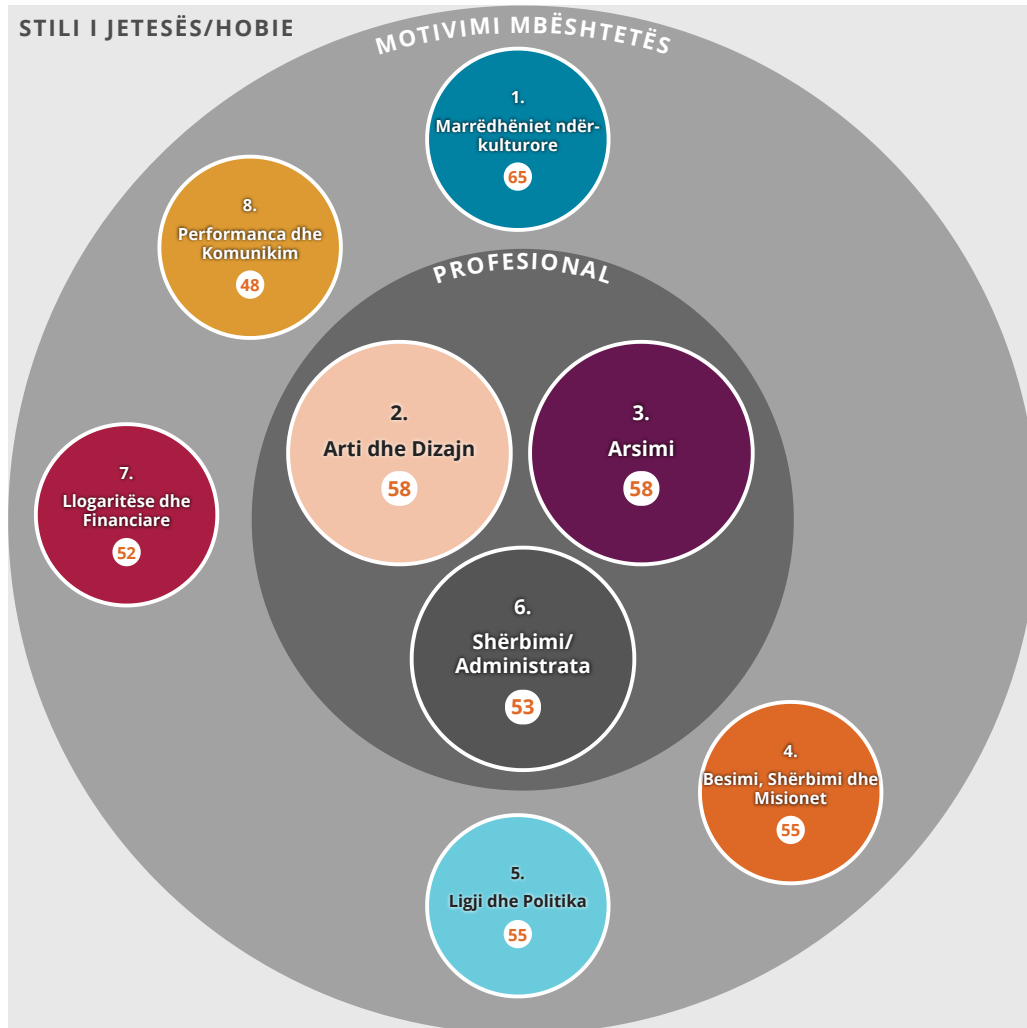 STILI I JETESËS/HOBIE
MOTIVIMI MBËSHTETËS
1.
Marrëdhëniet ndër-
kulturore
65
8.
Performanca dhe
Komunikim
48
PROFESIONAL
2.
Arti dhe Dizajn
58
3.
Arsimi
58
7.
Llogaritëse dhe
Financiare
52
6.
Shërbimi/
Administrata
53
4.
Besimi, Shërbimi dhe
Misionet
55
5.
Ligji dhe Politika
55